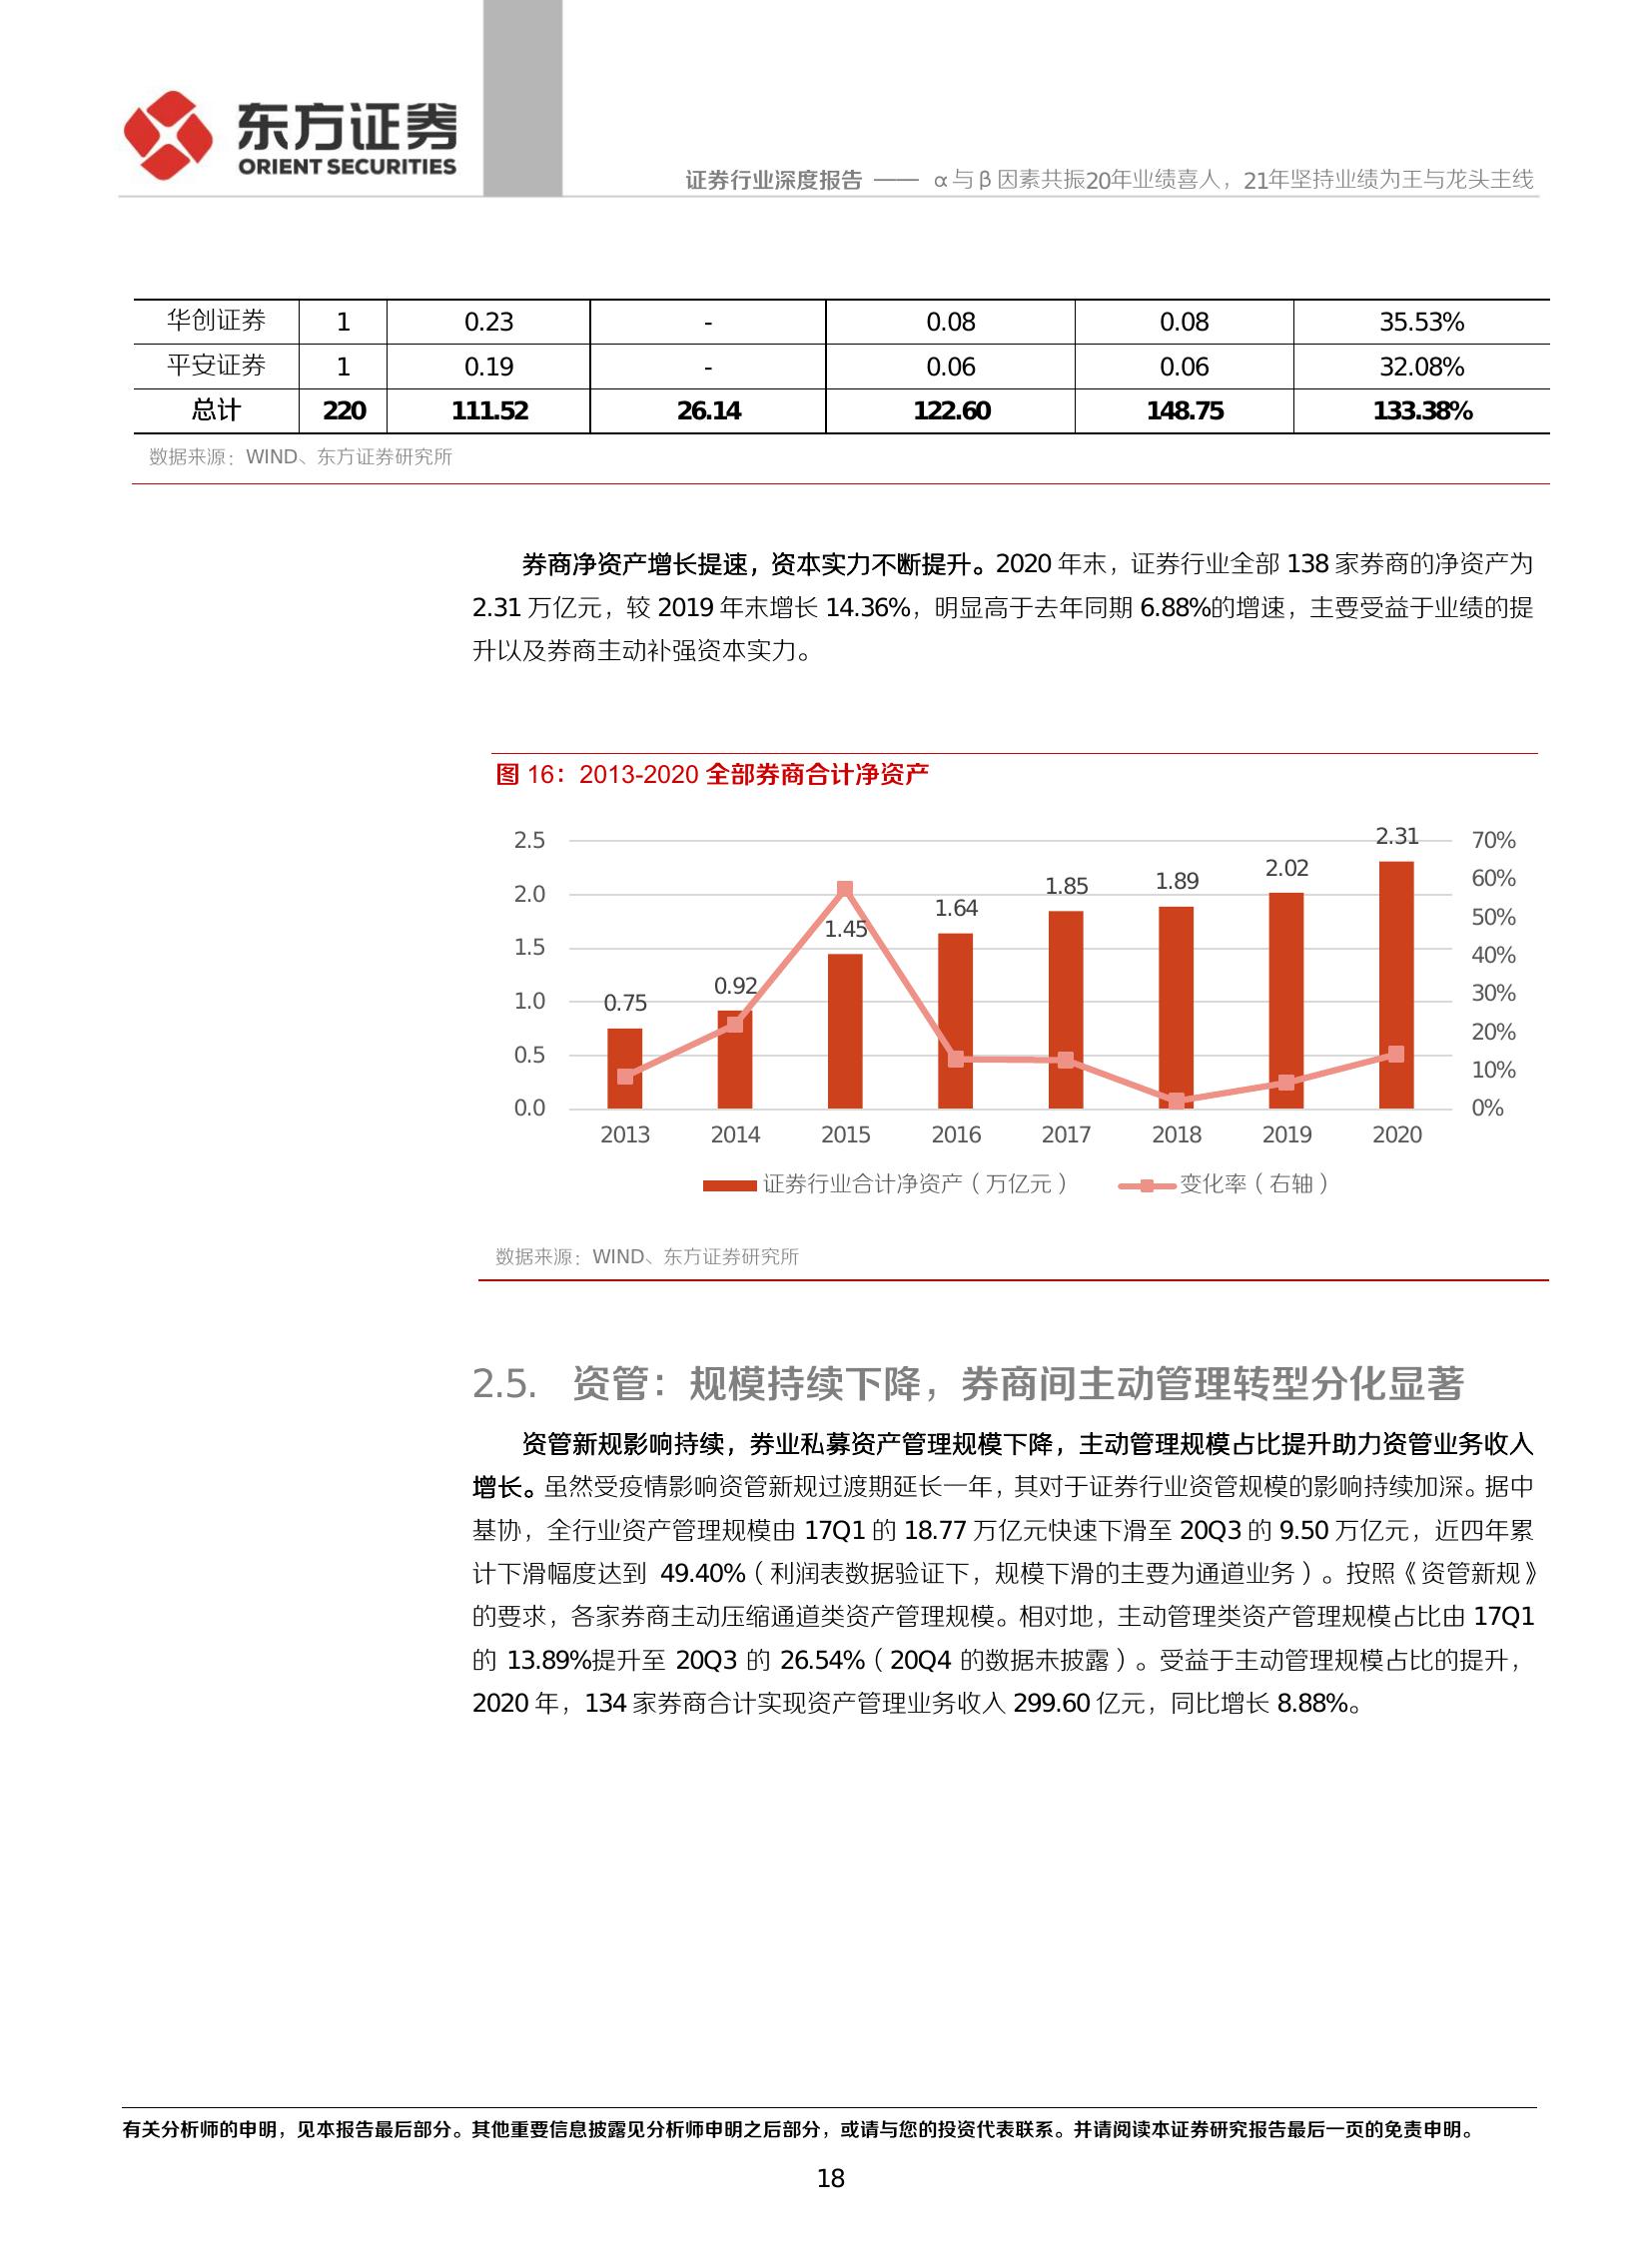 东方证券
ORIENT SECURITIES
证券行业深度报告 —— α与β因素共振20年业绩喜人，21年坚持业绩为王与龙头主线
华创证券 1 0.23 - 0.08 0.08 35.53%
平安证券 1 0.19 - 0.06 0.06 32.08%
总计 220 111.52 26.14 122.60 148.75 133.38%
数据来源：WIND、东方证券研究所
券商净资产增长提速，资本实力不断提升。2020 年末，证券行业全部 138 家券商的净资产为
2.31 万亿元，较 2019 年末增长 14.36%，明显高于去年同期 6.88%的增速，主要受益于业绩的提
升以及券商主动补强资本实力。
图 16：2013-2020 全部券商合计净资产
2.5 2.31 70%
2.02 60%
2.0 1.85 1.89
1.64 50%
1.5 1.45 40%
0.92 30%
1.0 0.75
20%
0.5 10%
0.0 0%
2013 2014 2015 2016 2017 2018 2019 2020
证券行业合计净资产（万亿元） 变化率（右轴）
数据来源：WIND、东方证券研究所
2.5. 资管：规模持续下降，券商间主动管理转型分化显著
资管新规影响持续，券业私募资产管理规模下降，主动管理规模占比提升助力资管业务收入
增长。虽然受疫情影响资管新规过渡期延长一年，其对于证券行业资管规模的影响持续加深。据中
基协，全行业资产管理规模由 17Q1 的 18.77 万亿元快速下滑至 20Q3 的 9.50 万亿元，近四年累
计下滑幅度达到 49.40%（利润表数据验证下，规模下滑的主要为通道业务）。按照《资管新规》
的要求，各家券商主动压缩通道类资产管理规模。相对地，主动管理类资产管理规模占比由 17Q1
的 13.89%提升至 20Q3 的 26.54%（20Q4 的数据未披露）。受益于主动管理规模占比的提升，
2020 年，134 家券商合计实现资产管理业务收入 299.60 亿元，同比增长 8.88%。
有关分析师的申明，见本报告最后部分。其他重要信息披露见分析师申明之后部分，或请与您的投资代表联系。并请阅读本证券研究报告最后一页的免责申明。
18